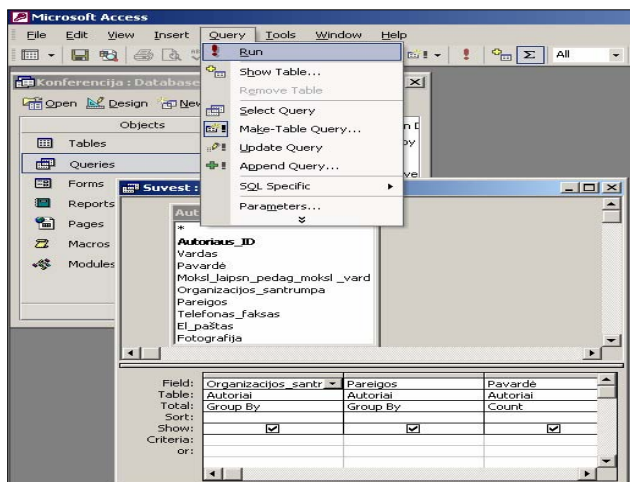 Microsoft Access
File Edit View Insert Query Tools Window Help
All
Run
Show Table...
Remove Table
Select Query
Make-Table Query...
Update Query
Append Query...
SQL Specific
Parameters...
Konferencija : Database
Open Design New
Objects
Tables
Queries
Forms
Reports
Pages
Macros
Modules
Suvest :
Aut
*
Autoriaus_ID
Vardas
Pavardė
Moksl_laipsn_pedag_moksl _vard
Organizacijos_santrumpa
Pareigos
Telefonas_faksas
El_paštas
Fotografija
Field: Organizacijos_santr Pareigos Pavardė
Table: Autoriai Autoriai Autoriai
Total: Group By Group By Count
Sort:
Show:
Criteria:
or: